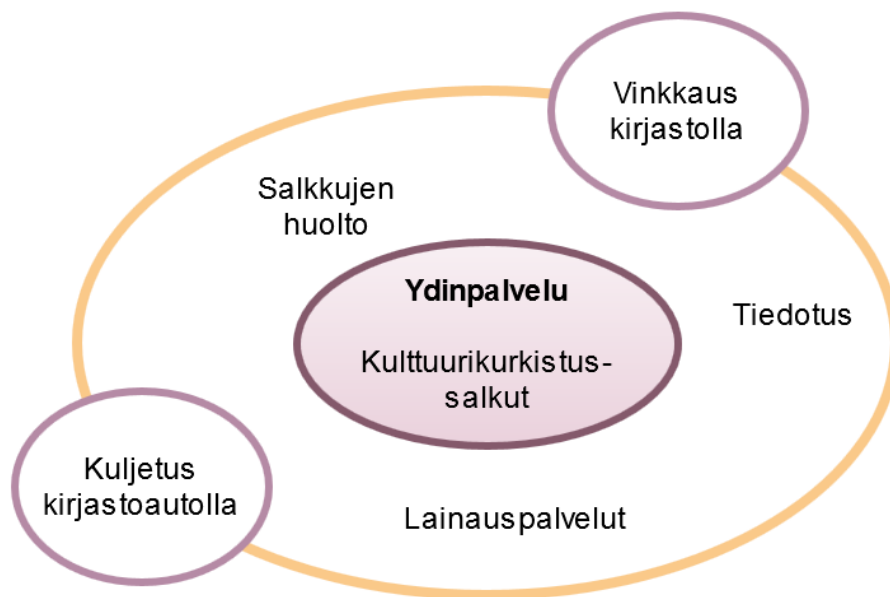 Vinkkaus
kirjastolla
Salkkujen
huolto
Ydinpalvelu
Tiedotus
Kulttuurikurkistus-
salkut
Kuljetus
kirjastoautolla
Lainauspalvelut